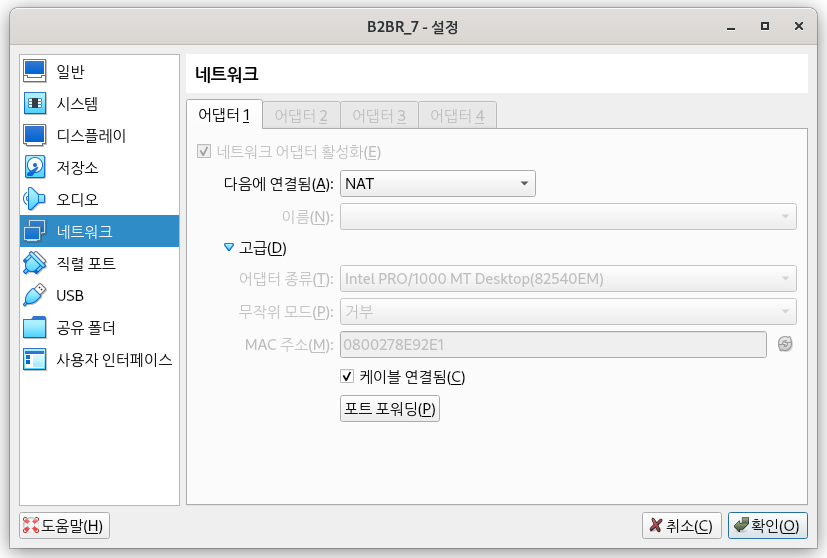 B2BR_7 - 설정
일반
시스템
디스플레이
저장소
오디오
네트워크
직렬 포트
USB
공유 폴더
사용자 인터페이스
네트워크
어댑터 1 어댑터 2 어댑터 3 어댑터 4
네트워크 어댑터 활성화(E)
다음에 연결됨(A): NAT
이름(N):
고급(D)
어댑터 종류(T): Intel PRO/1000 MT Desktop(82540EM)
무작위 모드(P): 거부
MAC 주소(M): 0800278E92E1
케이블 연결됨(C)
포트 포워딩(P)
도움말(H) 취소(C) 확인(O)